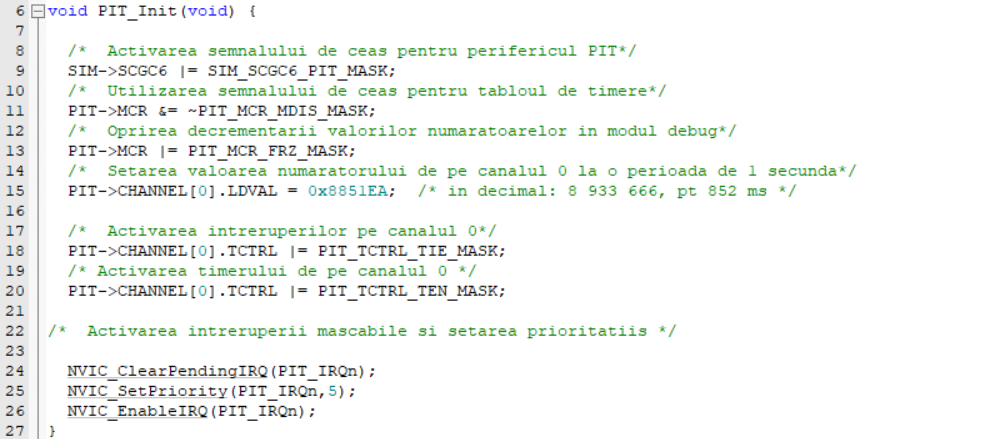 6 void PIT_Init(void) {
7
8 /*  Activarea semnalului de ceas pentru perifericul PIT*/
9 SIM->SCGC6 |= SIM_SCGC6_PIT_MASK;
10 /*  Utilizarea semnalului de ceas pentru tabloul de timere*/
11 PIT->MCR &= ~PIT_MCR_MDIS_MASK;
12 /*  Oprirea decrementarii valorilor numaratoarelor in modul debug*/
13 PIT->MCR |= PIT_MCR_FRZ_MASK;
14 /*  Setarea valoarea numaratorului de pe canalul 0 la o perioada de 1 secunda*/
15 PIT->CHANNEL[0].LDVAL = 0x8851EA;  /* in decimal: 8 933 666, pt 852 ms */
16
17 /*  Activarea intreruperilor pe canalul 0*/
18 PIT->CHANNEL[0].TCTRL |= PIT_TCTRL_TIE_MASK;
19 /* Activarea timerului de pe canalul 0 */
20 PIT->CHANNEL[0].TCTRL |= PIT_TCTRL_TEN_MASK;
21
22 /*  Activarea intreruperii mascabile si setarea prioritatiis */
23
24 NVIC_ClearPendingIRQ(PIT_IRQn);
25 NVIC_SetPriority(PIT_IRQn,5);
26 NVIC_EnableIRQ(PIT_IRQn);
27 }